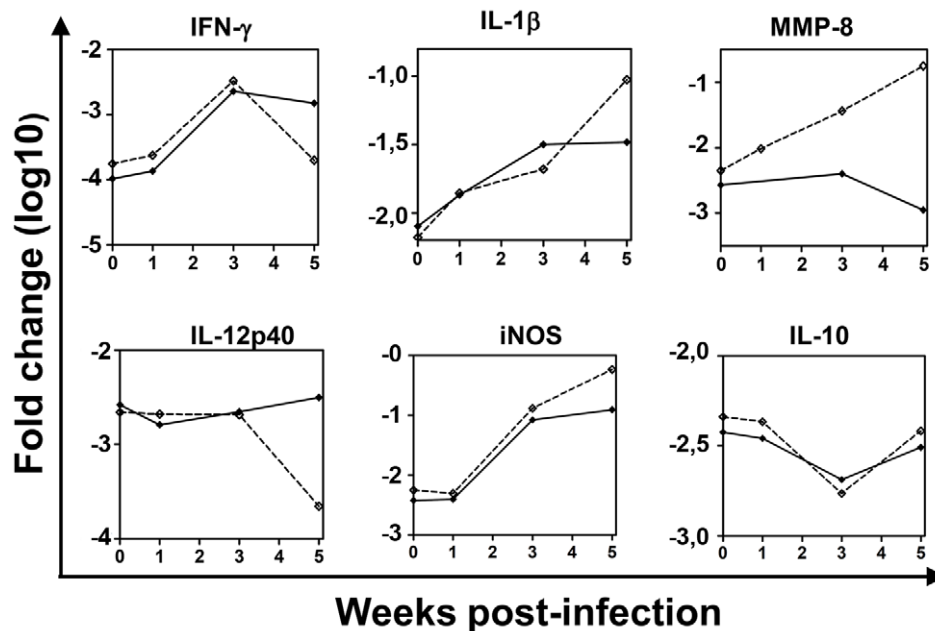 IFN-γ
IL-1β
MMP-8
-2
-3
-4
-5
0 1 2 3 4 5
-1,0
-1,5
-2,0
0 1 2 3 4 5
-1
-2
-3
0 1 2 3 4 5
Fold change (log10)
IL-12p40
iNOS
IL-10
-2
-3
-4
0 1 2 3 4 5
-0
-1
-2
-3
0 1 2 3 4 5
-2,0
-2,5
-3,0
0 1 2 3 4 5
Weeks post-infection